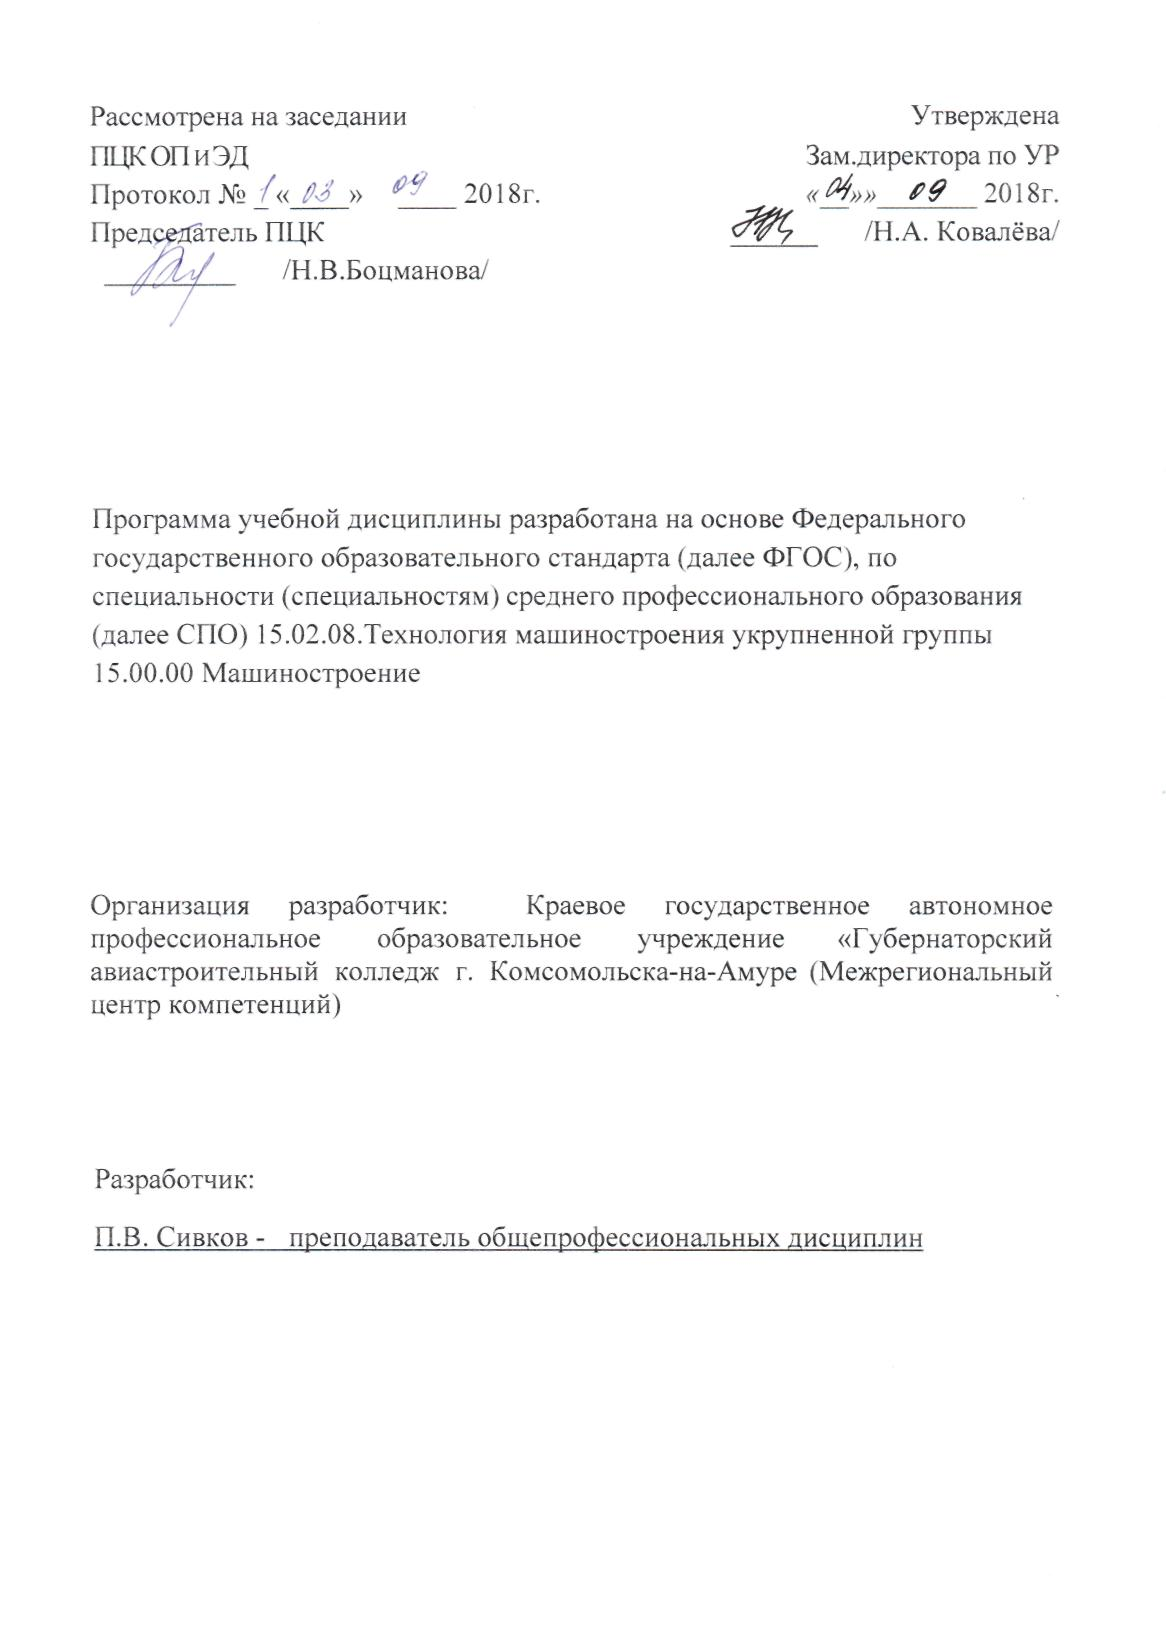 Рассмотрена на заседании
ПЦК ОП и ЭД
Протокол № 1 «03» 09 2018г.
Председатель ПЦК
/Н.В.Боцманова/
Утверждена
Зам.директора по УР
«04»» 09 2018г.
/Н.А. Ковалёва/
Программа учебной дисциплины разработана на основе Федерального
государственного образовательного стандарта (далее ФГОС), по
специальности (специальностям) среднего профессионального образования
(далее СПО) 15.02.08.Технология машиностроения укрупненной группы
15.00.00 Машиностроение
Организация разработчик: Краевое государственное автономное
профессиональное образовательное учреждение «Губернаторский
авиастроительный колледж г. Комсомольска-на-Амуре (Межрегиональный
центр компетенций)
Разработчик:
П.В. Сивков - преподаватель общепрофессиональных дисциплин